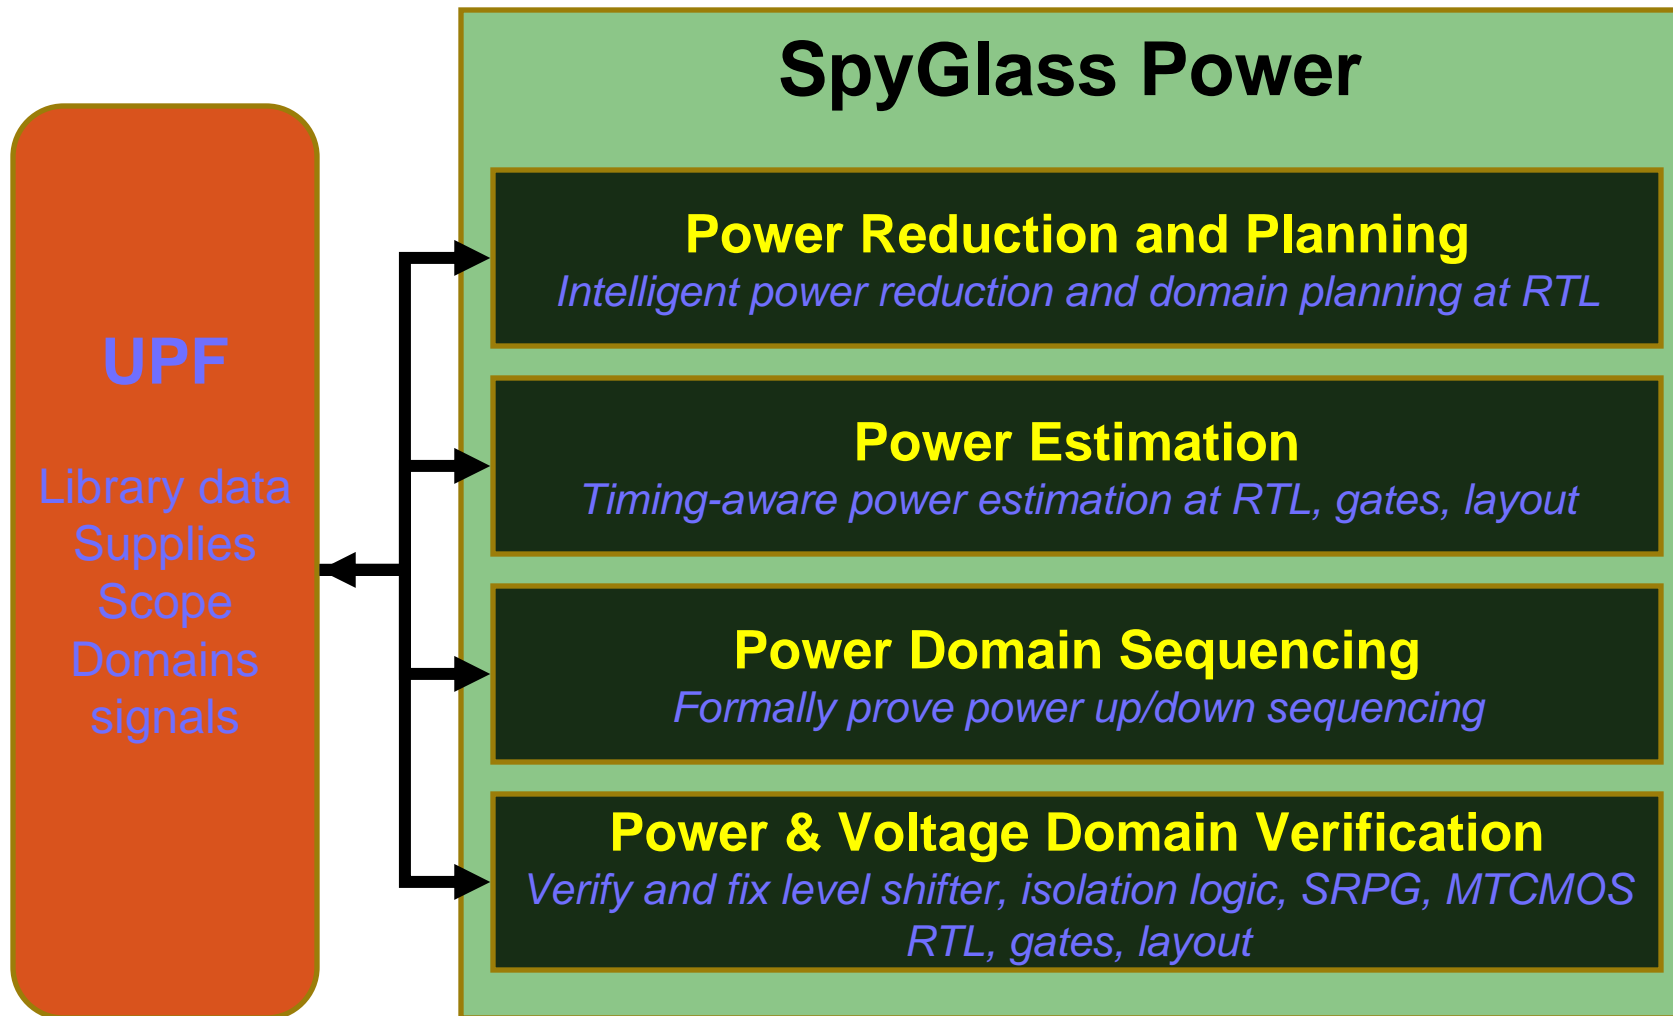 SpyGlass Power
UPF
Library data
Supplies
Scope
Domains
signals
Power Reduction and Planning
Intelligent power reduction and domain planning at RTL
Power Estimation
Timing-aware power estimation at RTL, gates, layout
Power Domain Sequencing
Formally prove power up/down sequencing
Power & Voltage Domain Verification
Verify and fix level shifter, isolation logic, SRPG, MTCMOS
RTL, gates, layout